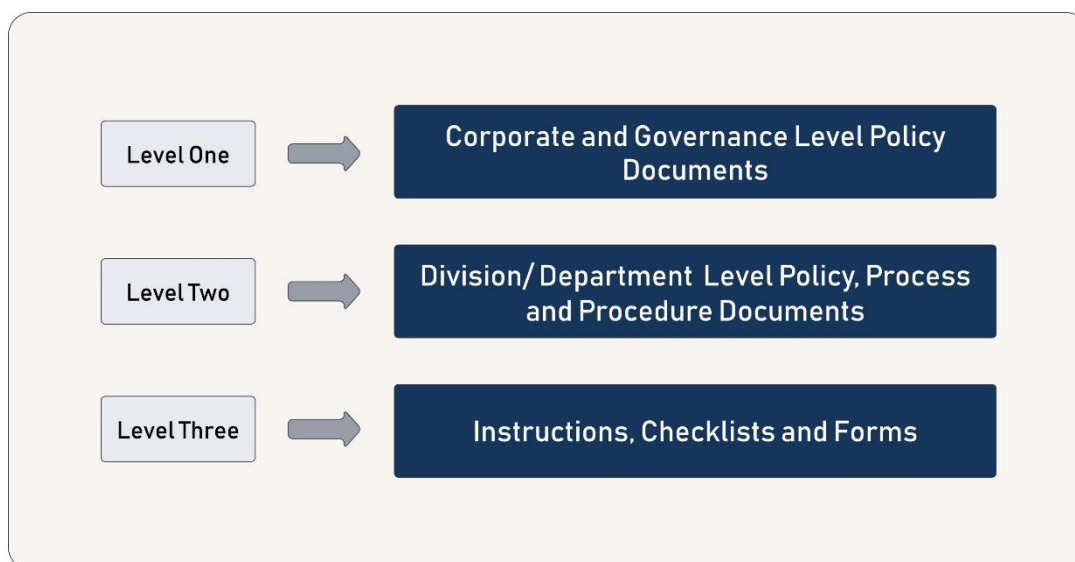 Level One
Corporate and Governance Level Policy
Documents
Level Two
Division/ Department Level Policy, Process
and Procedure Documents
Level Three
Instructions, Checklists and Forms